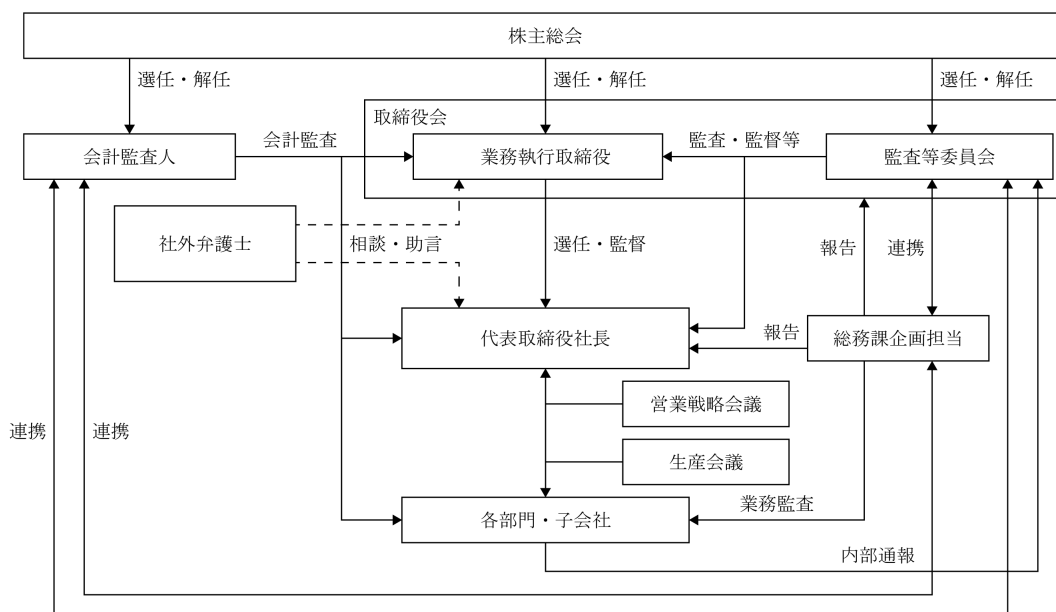 株主総会
選任・解任
選任・解任
選任・解任
取締役会
会計監査人
会計監査
業務執行取締役
監査・監督等
監査等委員会
社外弁護士
相談・助言
選任・監督
報告
連携
代表取締役社長
報告
総務課企画担当
営業戦略会議
連携
連携
生産会議
各部門・子会社
業務監査
内部通報